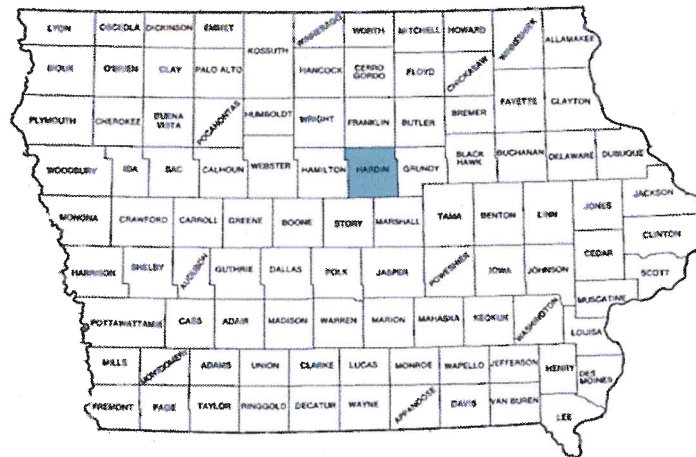 LYON OSCEOLA DICKINSON EMMET KOSSUTH WINNEBAGO WORTH MITCHELL HOWARD WINNESHIEK ALLAMAKEE
SIOUX O'BRIEN CLAY PALO ALTO HANCOCK CERRO GORDO FLOYD CHICKASAW
PLYMOUTH CHEROKEE BUENA VISTA POCAHONTAS HUMBOLDT WRIGHT FRANKLIN BUTLER BREMER FAYETTE CLAYTON
WOODBURY IDA SAC CALHOUN WEBSTER HAMILTON HARDIN GRUNDY BLACK HAWK BUCHANAN DELAWARE DUBUQUE
MONONA CRAWFORD CARROLL GREENE BOONE STORY MARSHALL TAMA BENTON LINN JONES JACKSON
CLINTON
HARRISON SHELBY AUDUBON GUTHRIE DALLAS POLK JASPER POWESHIEK IOWA JOHNSON CEDAR SCOTT
MUSCATINE
POTTAWATTAMIE CASS ADAIR MADISON WARREN MARION MAHASKA KEOKUK WASHINGTON LOUISA
MILLS MONTGOMERY ADAMS UNION CLARKE LUCAS MONROE WAPELLO JEFFERSON HENRY DES MOINES
FREMONT PAGE TAYLOR RINGGOLD DECATUR WAYNE APPANOOSE DAVIS VAN BUREN LEE